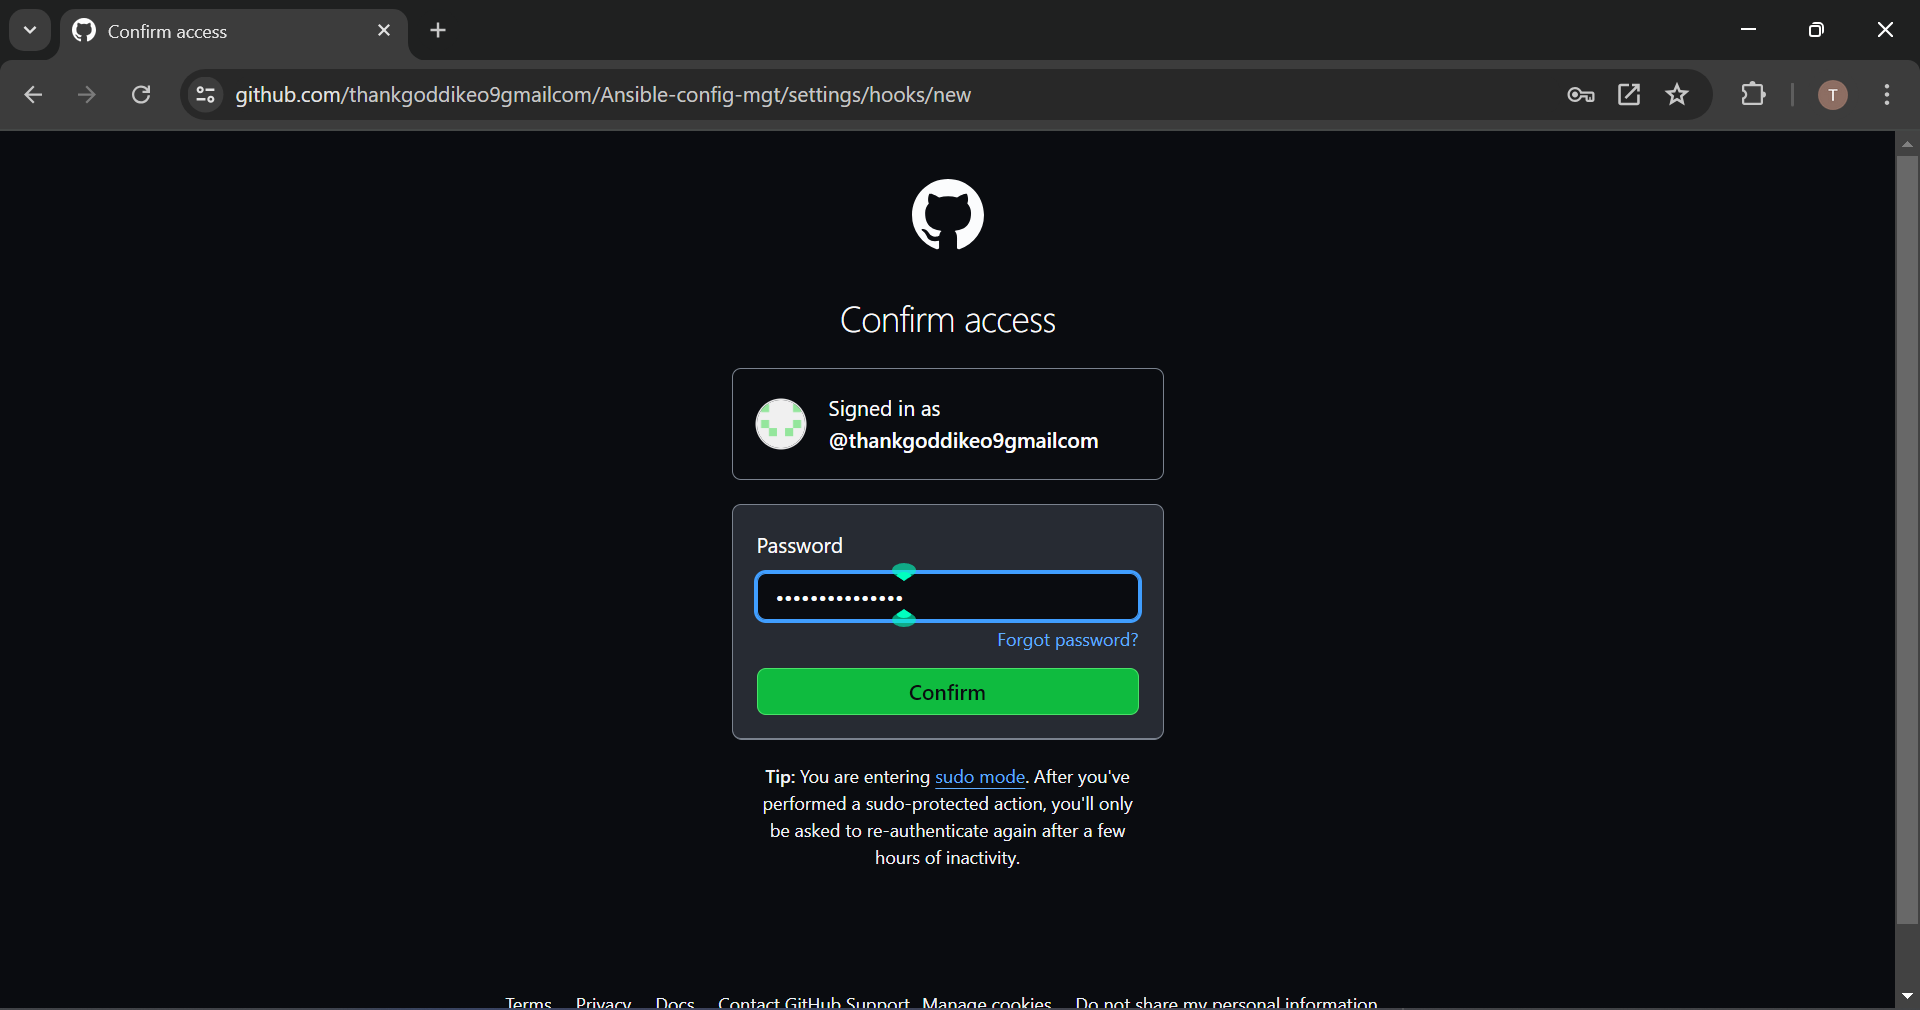 Confirm access
github.com/thankgoddikeo9gmailcom/Ansible-config-mgt/settings/hooks/new
T
Confirm access
Signed in as
@thankgoddikeo9gmailcom
Password
•••••••••••••••
Forgot password?
Confirm
Tip: You are entering sudo mode. After you've
performed a sudo-protected action, you'll only
be asked to re-authenticate again after a few
hours of inactivity.
Terms Privacy Docs Contact GitHub Support Manage cookies Do not share my personal information